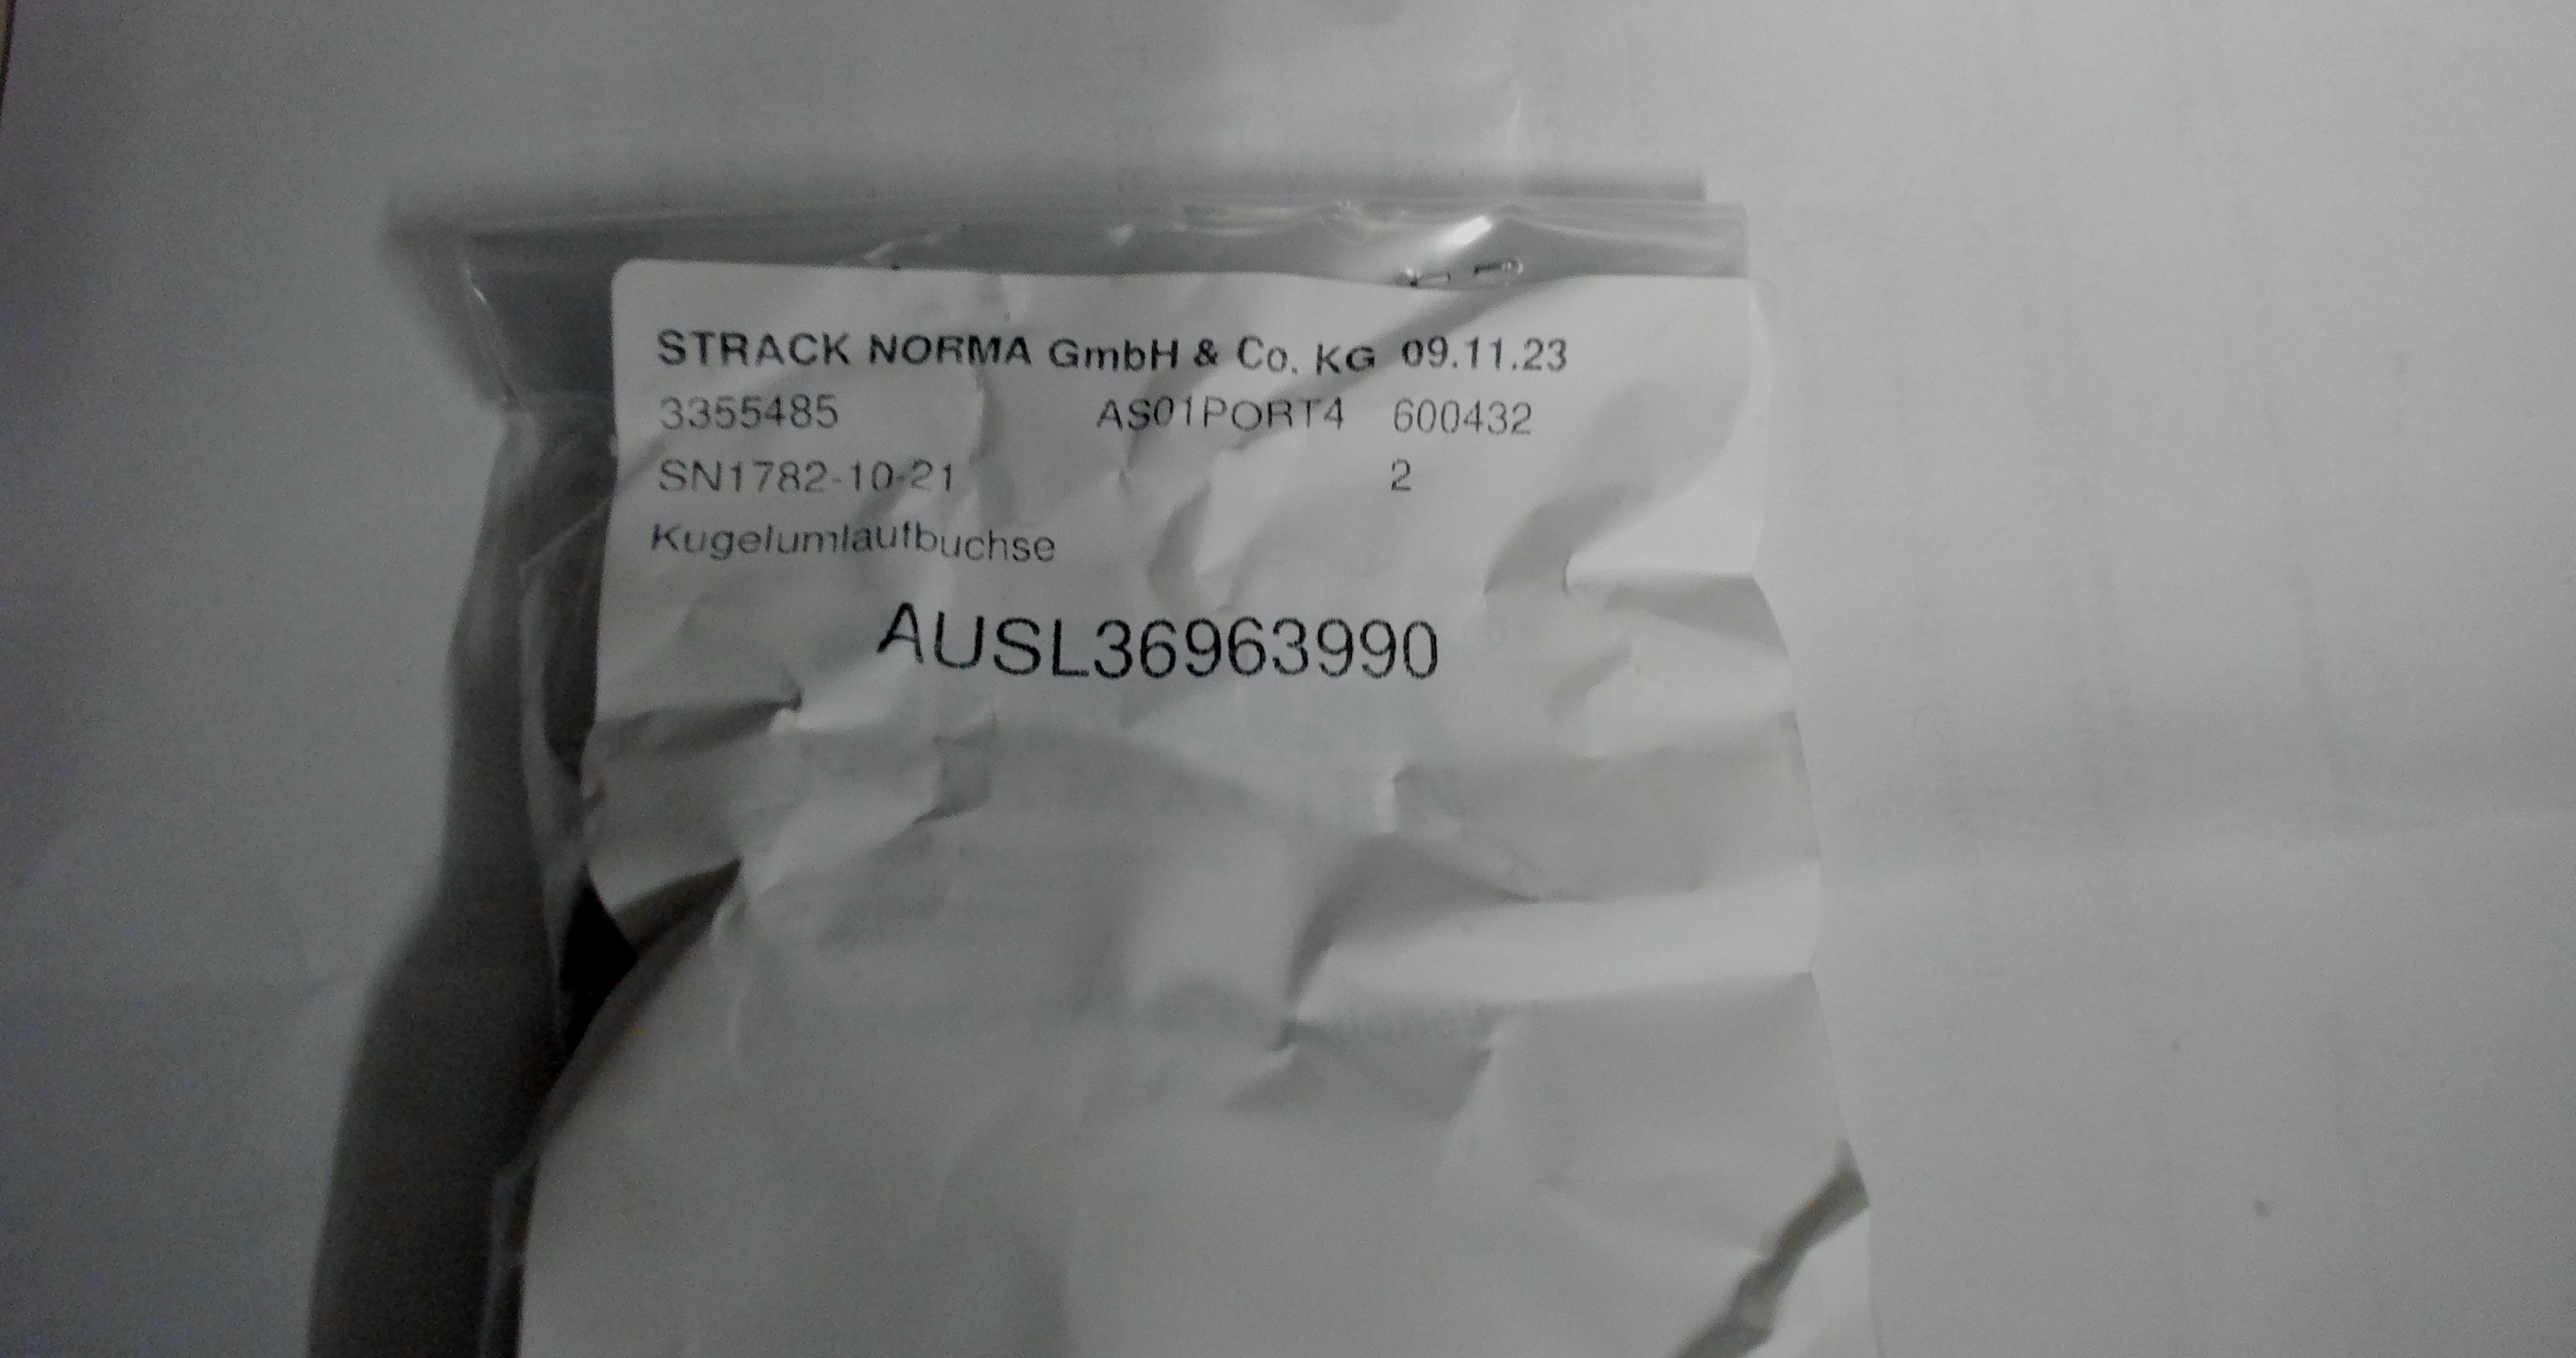 STRACK NORMA GmbH & Co. KG 09.11.23
3355485 AS01PORT4 600432
SN1782-10-21 2
Kugelumlaufbuchse
AUSL36963990